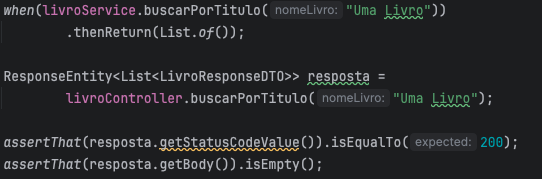 when(livroService.buscarPorTitulo( nomeLivro: "Uma Livro"))
.thenReturn(List.of());
ResponseEntity<List<LivroResponseDTO>> resposta =
livroController.buscarPorTitulo( nomeLivro: "Uma Livro");
assertThat(resposta.getStatusCodeValue()).isEqualTo( expected: 200);
assertThat(resposta.getBody()).isEmpty();